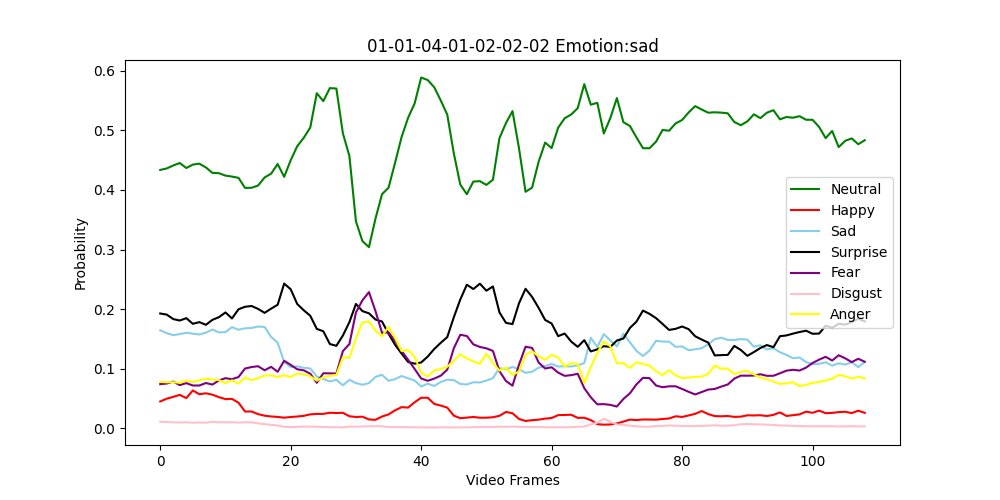 01-01-04-01-02-02-02 Emotion:sad
0.6
0.5
0.4
0.3
0.2
0.1
0.0
Probability
Neutral
Happy
Sad
Surprise
Fear
Disgust
Anger
0 20 40 60 80 100
Video Frames